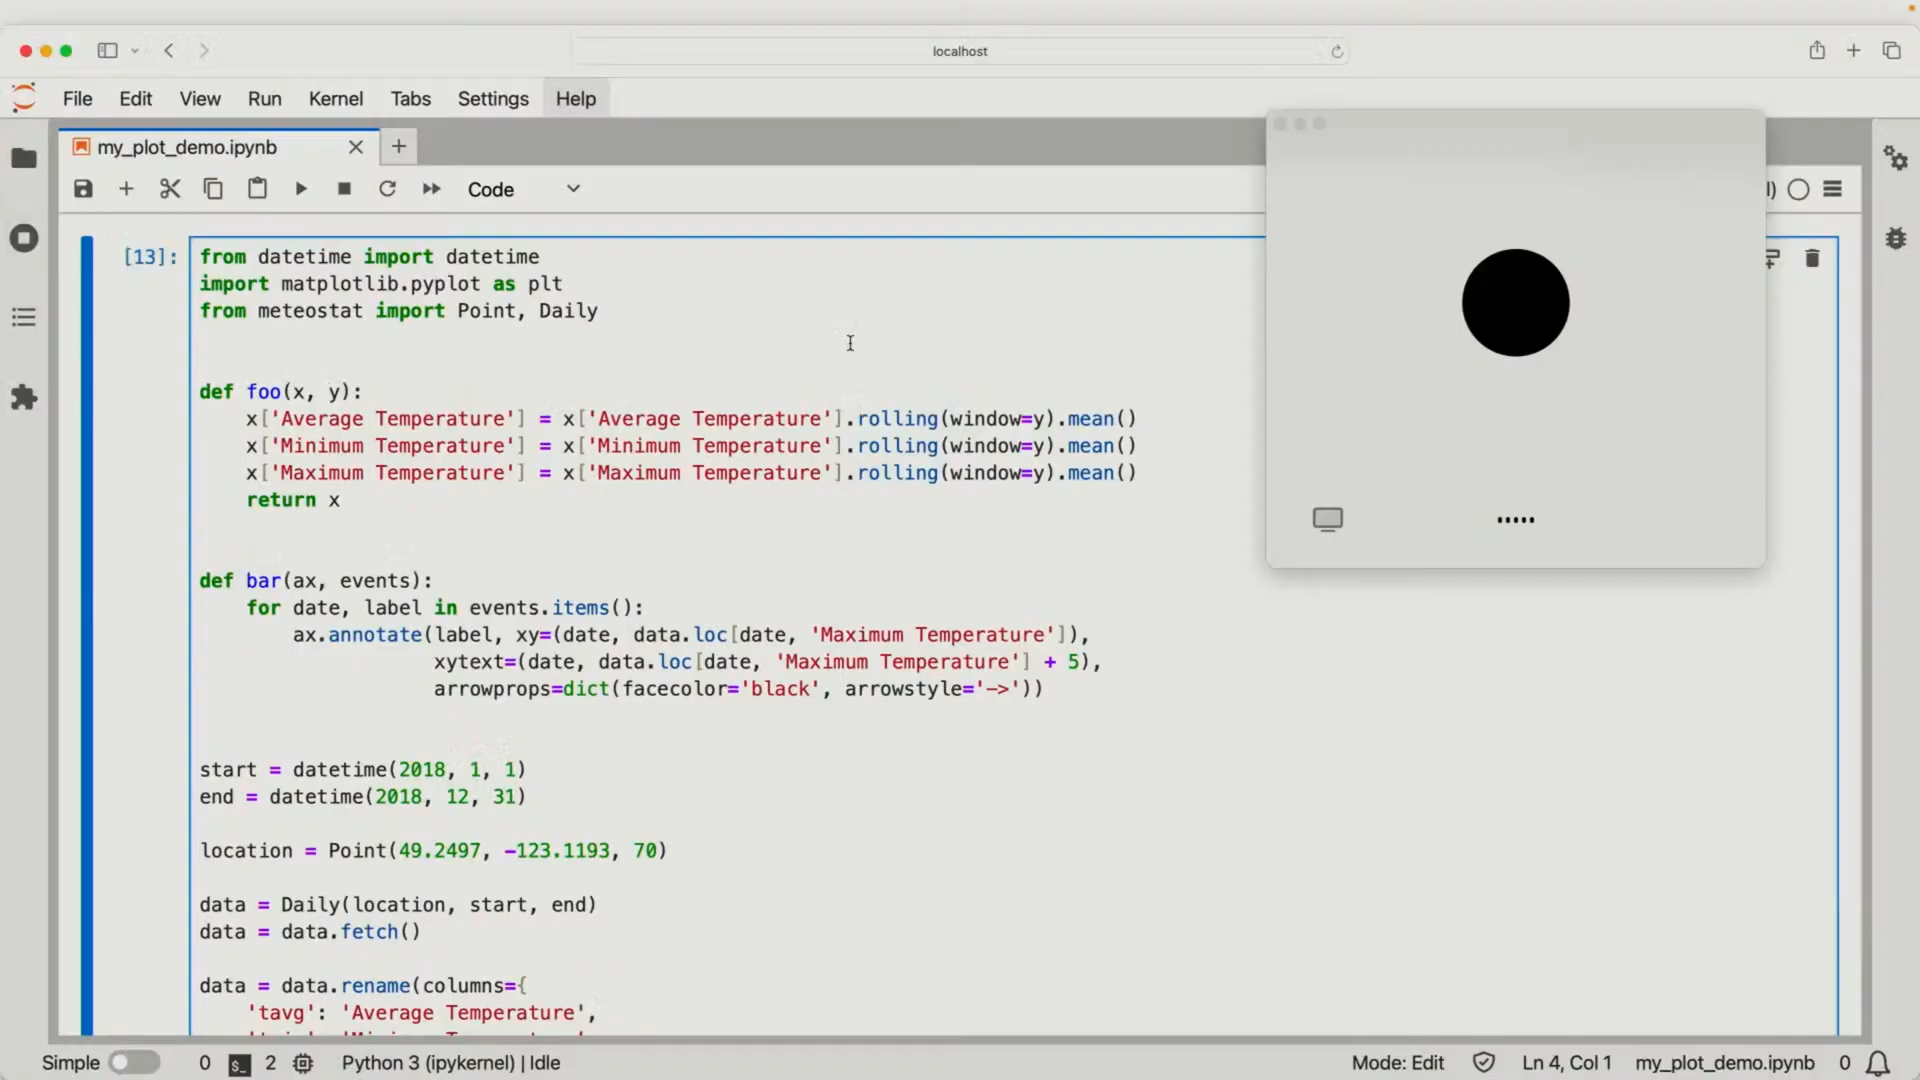 localhost
File Edit View Run Kernel Tabs Settings Help
my_plot_demo.ipynb
Code
[13]:
from datetime import datetime
import matplotlib.pyplot as plt
from meteostat import Point, Daily
def foo(x, y):
    x['Average Temperature'] = x['Average Temperature'].rolling(window=y).mean()
    x['Minimum Temperature'] = x['Minimum Temperature'].rolling(window=y).mean()
    x['Maximum Temperature'] = x['Maximum Temperature'].rolling(window=y).mean()
    return x
def bar(ax, events):
    for date, label in events.items():
        ax.annotate(label, xy=(date, data.loc[date, 'Maximum Temperature']),
                    xytext=(date, data.loc[date, 'Maximum Temperature'] + 5),
                    arrowprops=dict(facecolor='black', arrowstyle='->'))
start = datetime(2018, 1, 1)
end = datetime(2018, 12, 31)
location = Point(49.2497, -123.1193, 70)
data = Daily(location, start, end)
data = data.fetch()
data = data.rename(columns={
    'tavg': 'Average Temperature',
Simple 0 $_ 2 Python 3 (ipykernel) | Idle Mode: Edit Ln 4, Col 1 my_plot_demo.ipynb 0